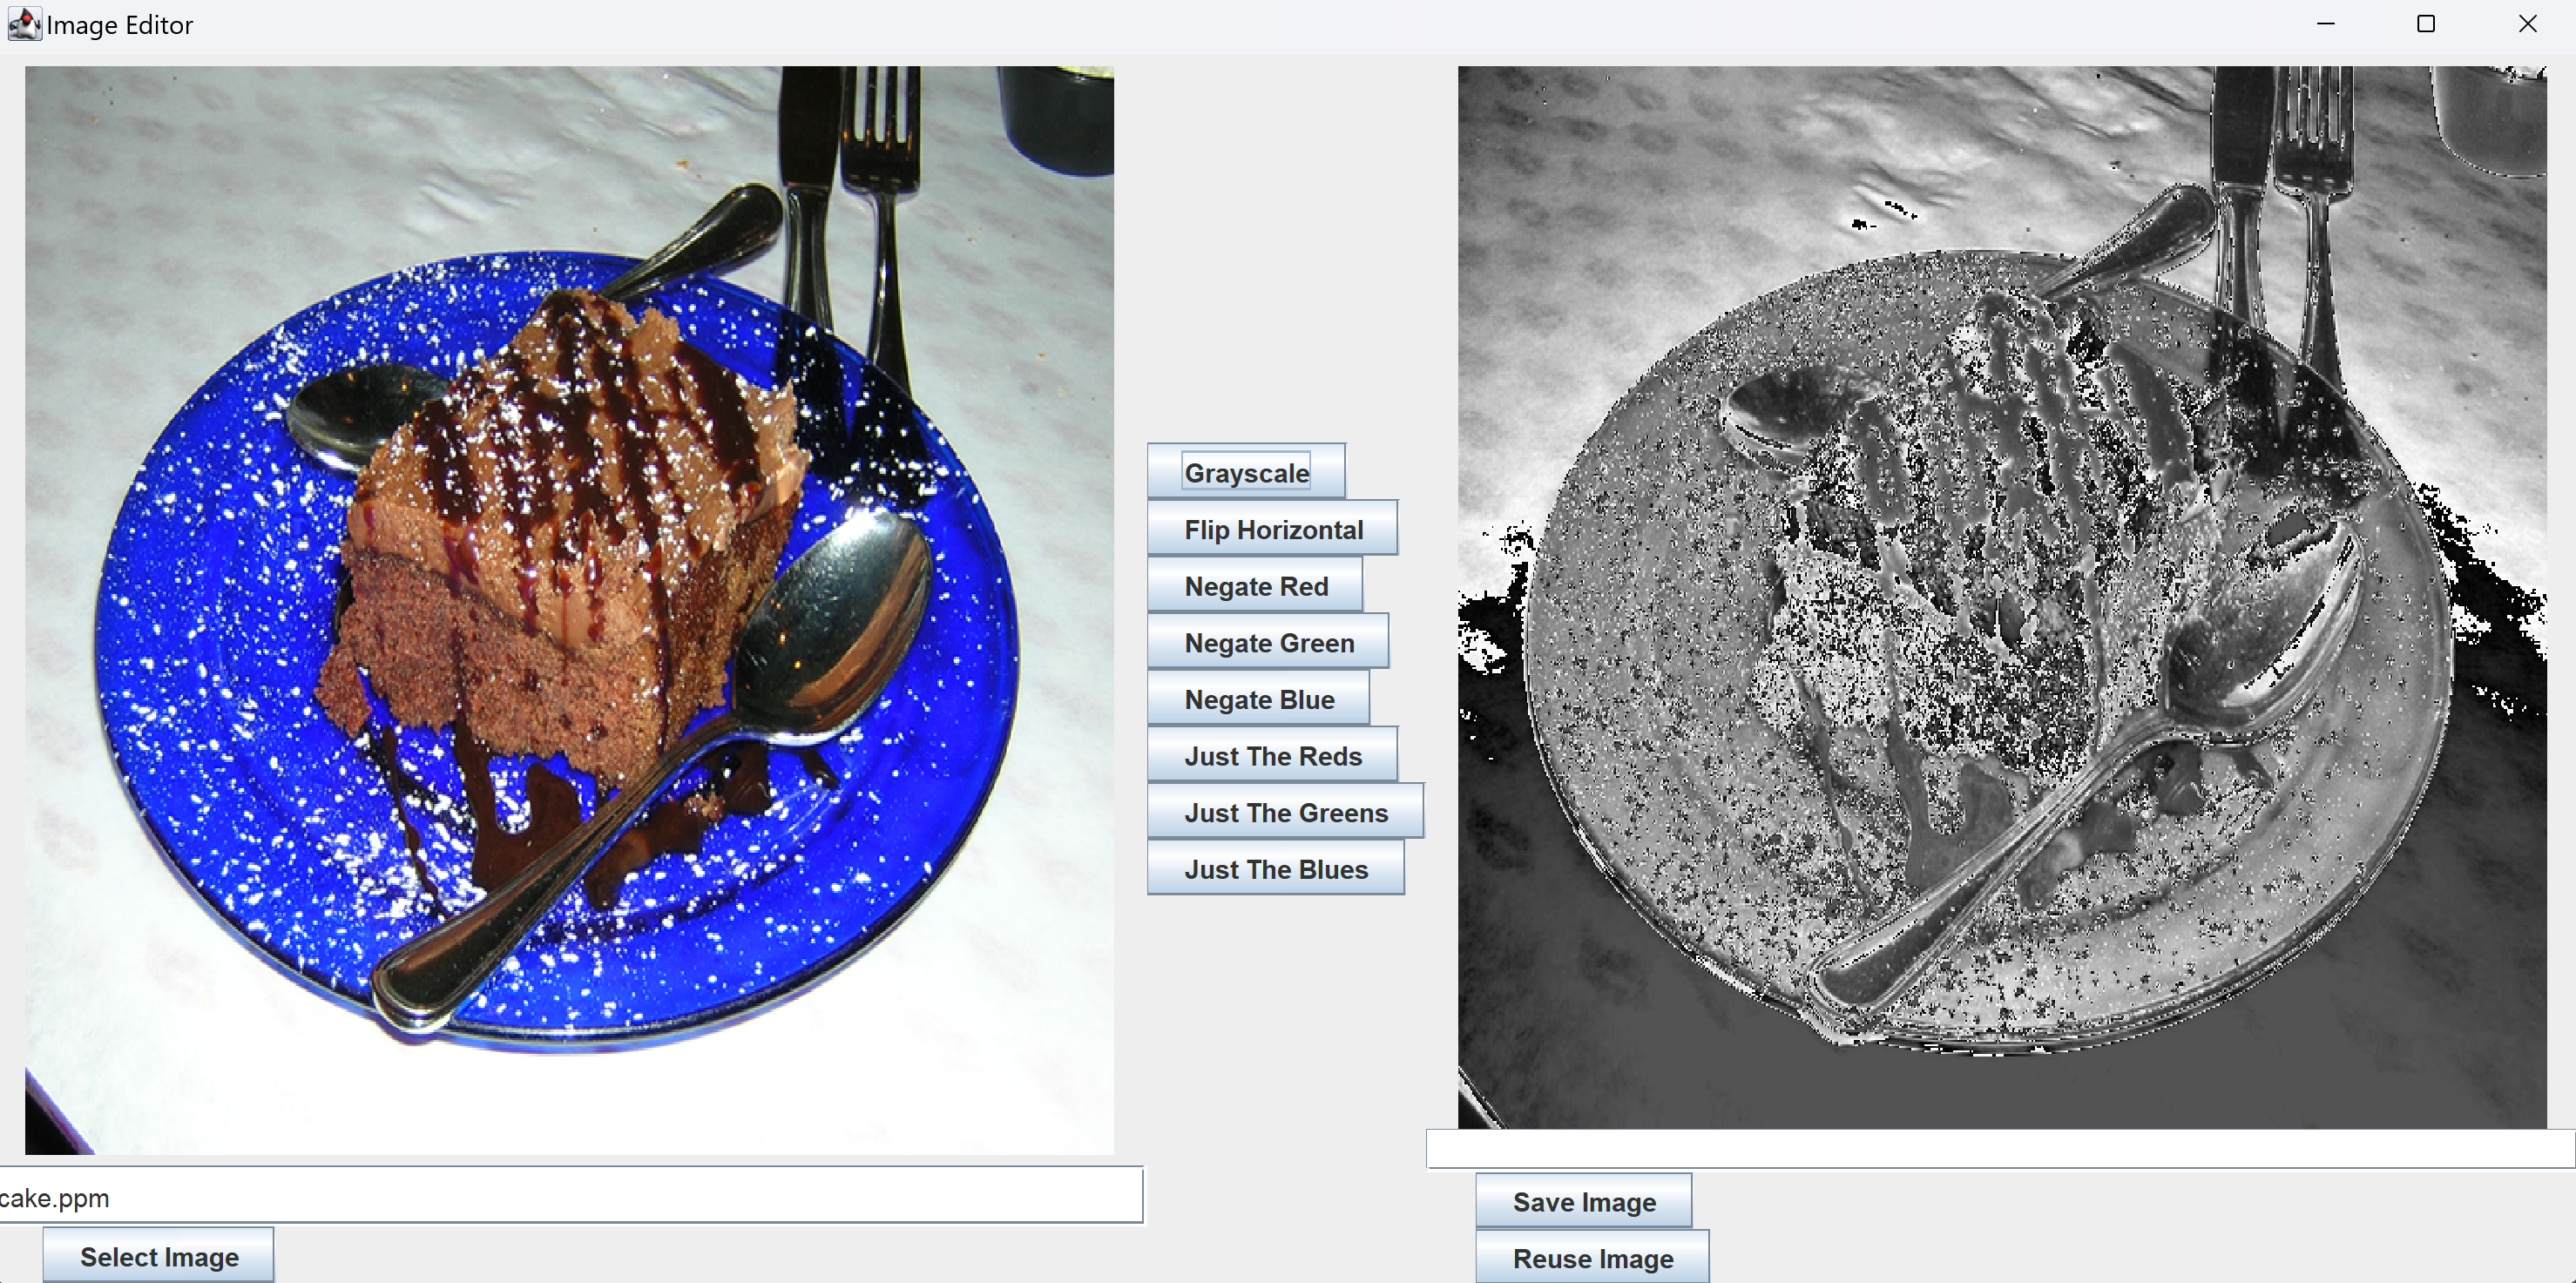 Image Editor
Grayscale
Flip Horizontal
Negate Red
Negate Green
Negate Blue
Just The Reds
Just The Greens
Just The Blues
cake.ppm
Select Image
Save Image
Reuse Image